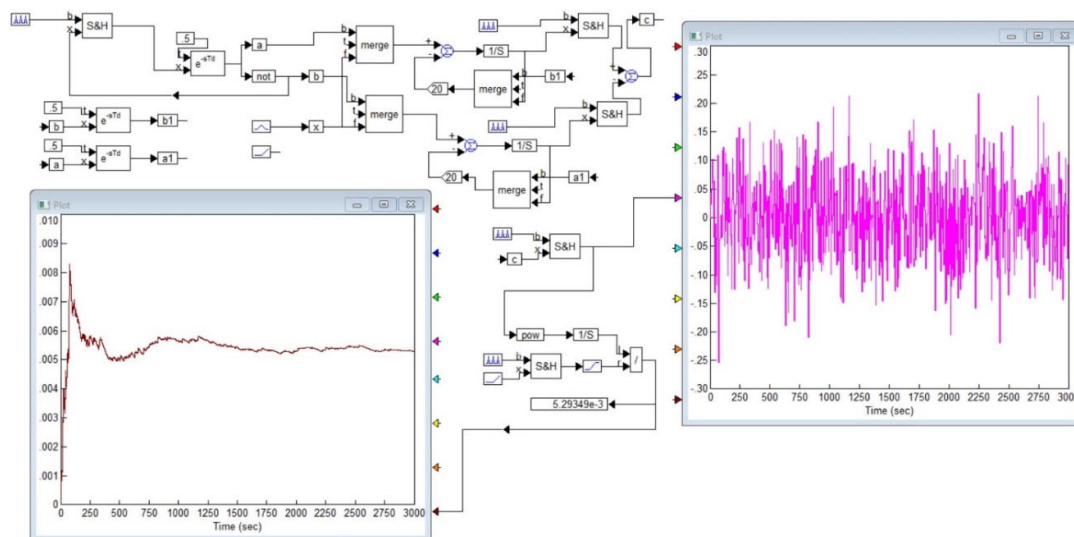 b
x
S&H
.5
t
x
e^-sTd
a
not
b
b
t
f
merge
b
t
f
merge
+
-
Σ
1/S
20
merge
b
t
f
b1
b
x
S&H
+
-
Σ
c
b
x
S&H
.5
b
t
x
e^-sTd
b1
.5
a
t
x
e^-sTd
a1
x
+
-
Σ
1/S
20
merge
b
t
f
a1
b
x
S&H
c
pow
1/S
l
r
/
b
x
S&H
5.29349e-3
Plot
.010
.009
.008
.007
.006
.005
.004
.003
.002
.001
0
0 250 500 750 1000 1250 1500 1750 2000 2250 2500 2750 3000
Time (sec)
Plot
.30
.25
.20
.15
.10
.05
0
-.05
-.10
-.15
-.20
-.25
-.30
0 250 500 750 1000 1250 1500 1750 2000 2250 2500 2750 3000
Time (sec)